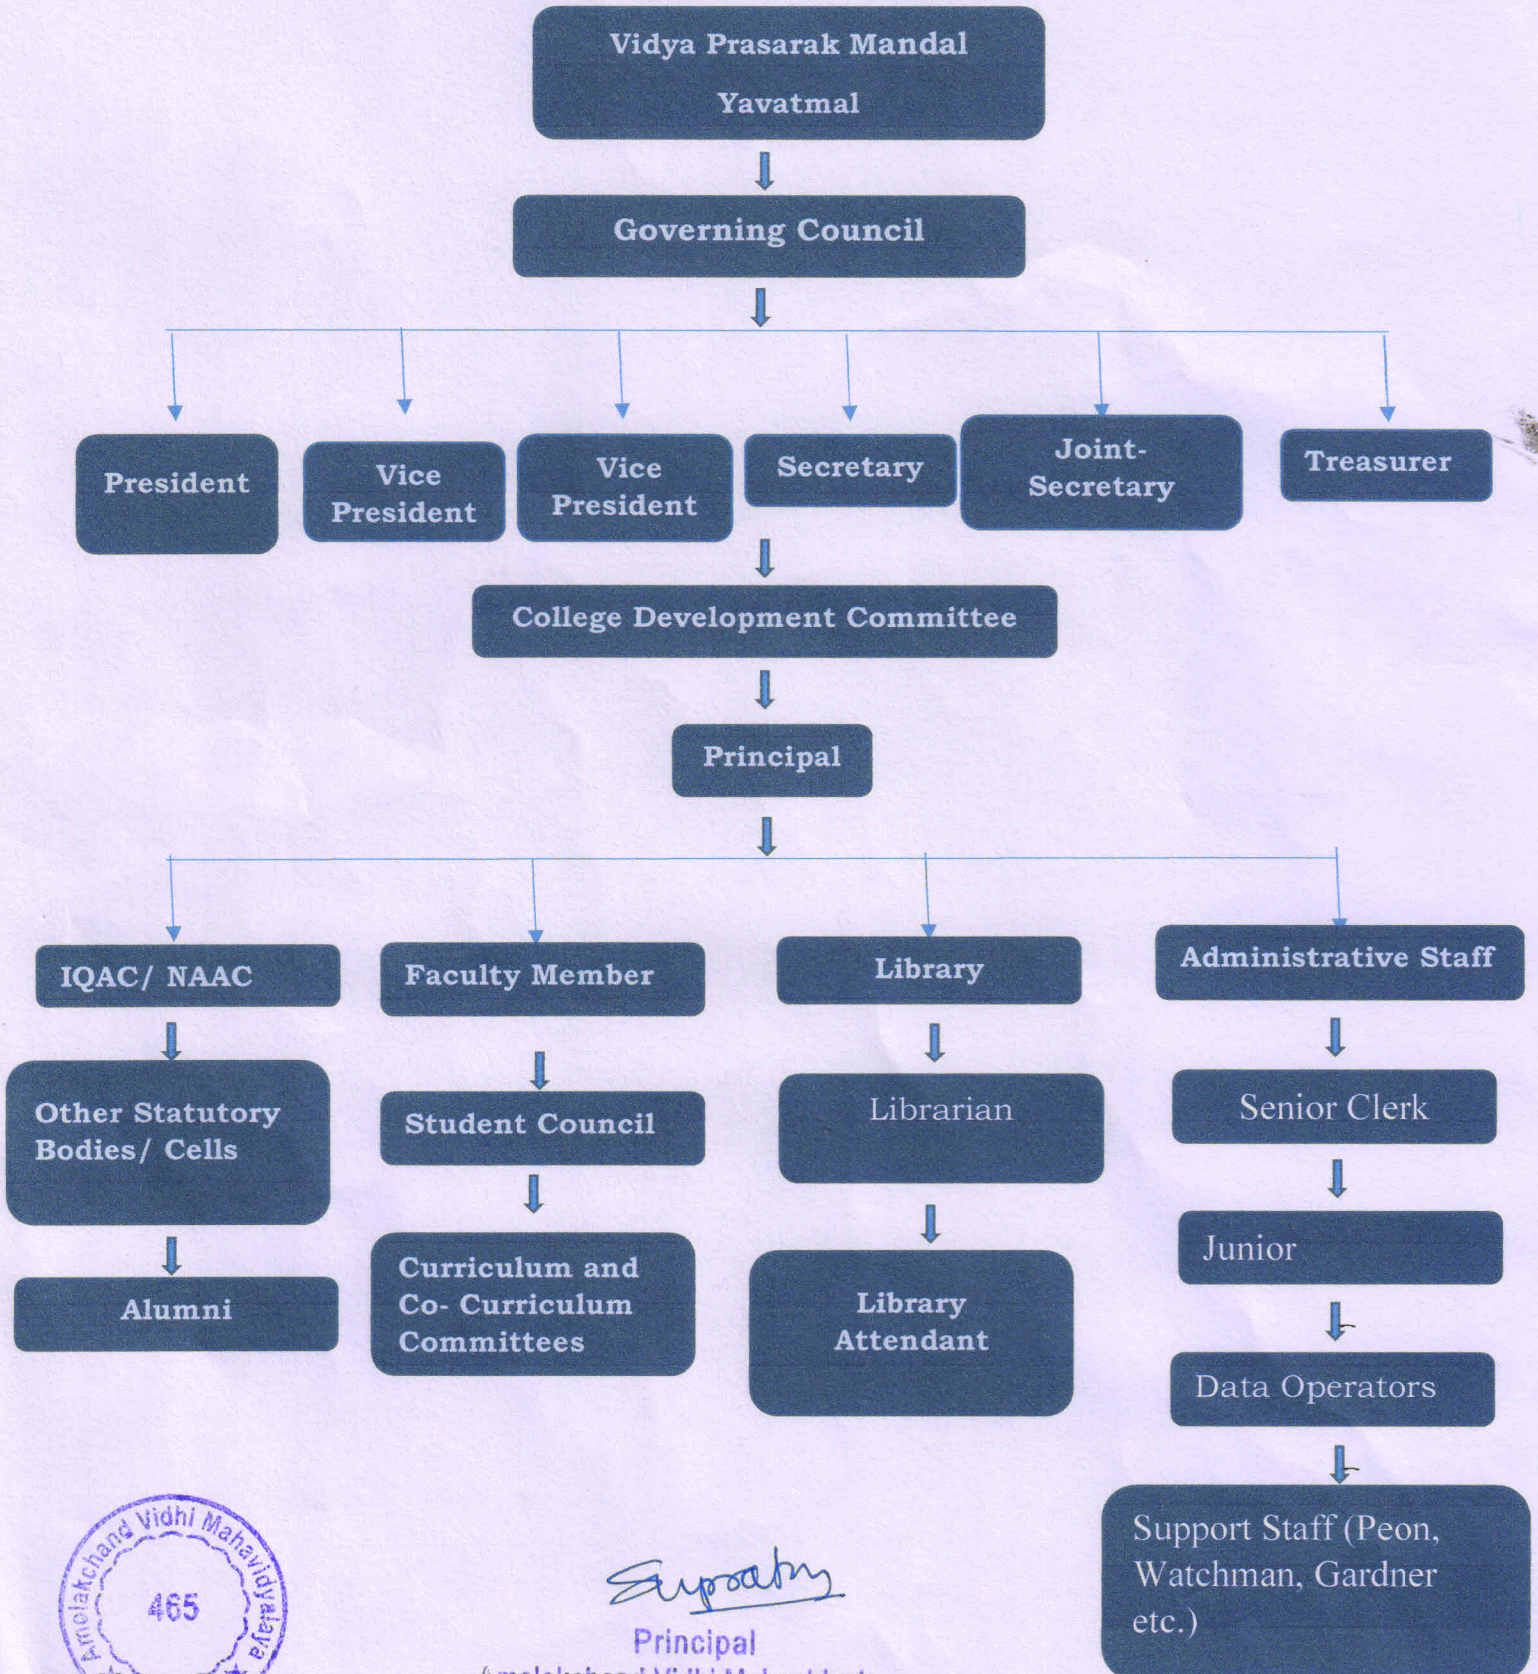 Vidya Prasarak Mandal
Yavatmal
Governing Council
President
Vice
President
Vice
President
Secretary
Joint-
Secretary
Treasurer
College Development Committee
Principal
IQAC/ NAAC
Faculty Member
Library
Administrative Staff
Other Statutory
Bodies/ Cells
Student Council
Librarian
Senior Clerk
Alumni
Curriculum and
Co- Curriculum
Committees
Library
Attendant
Junior
Data Operators
Support Staff (Peon,
Watchman, Gardner
etc.)
Amolakchand Vidhi Mahavidyalaya
465
Principal